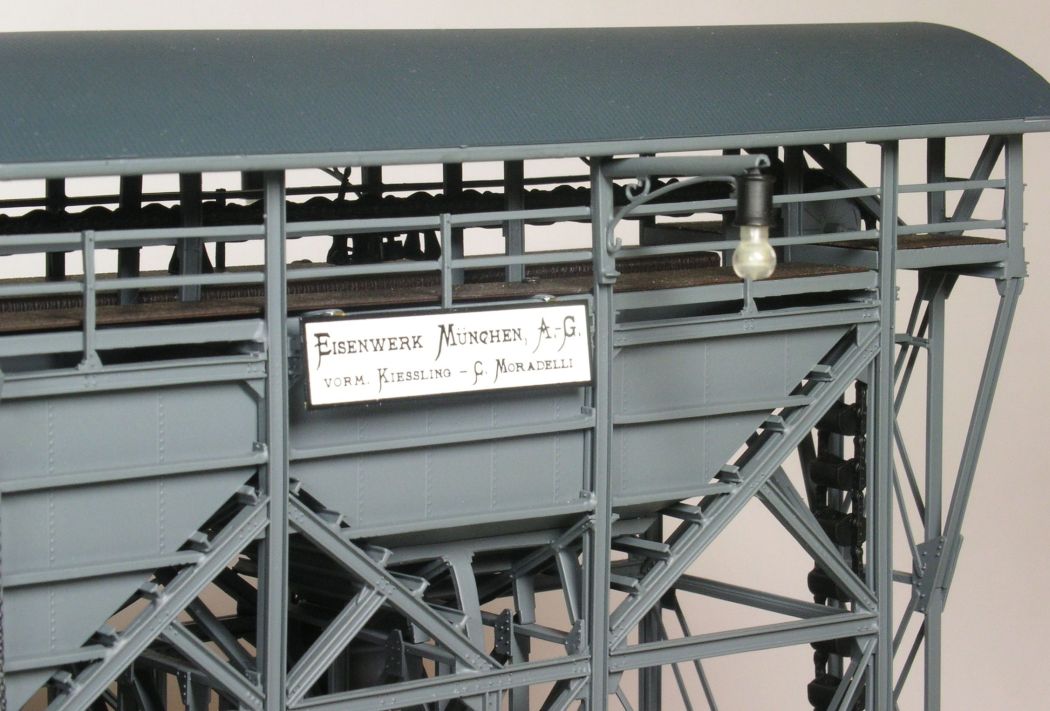 EISENWERK MÜNCHEN, A.-G.
VORM. KIESSLING – C. MORADELLI